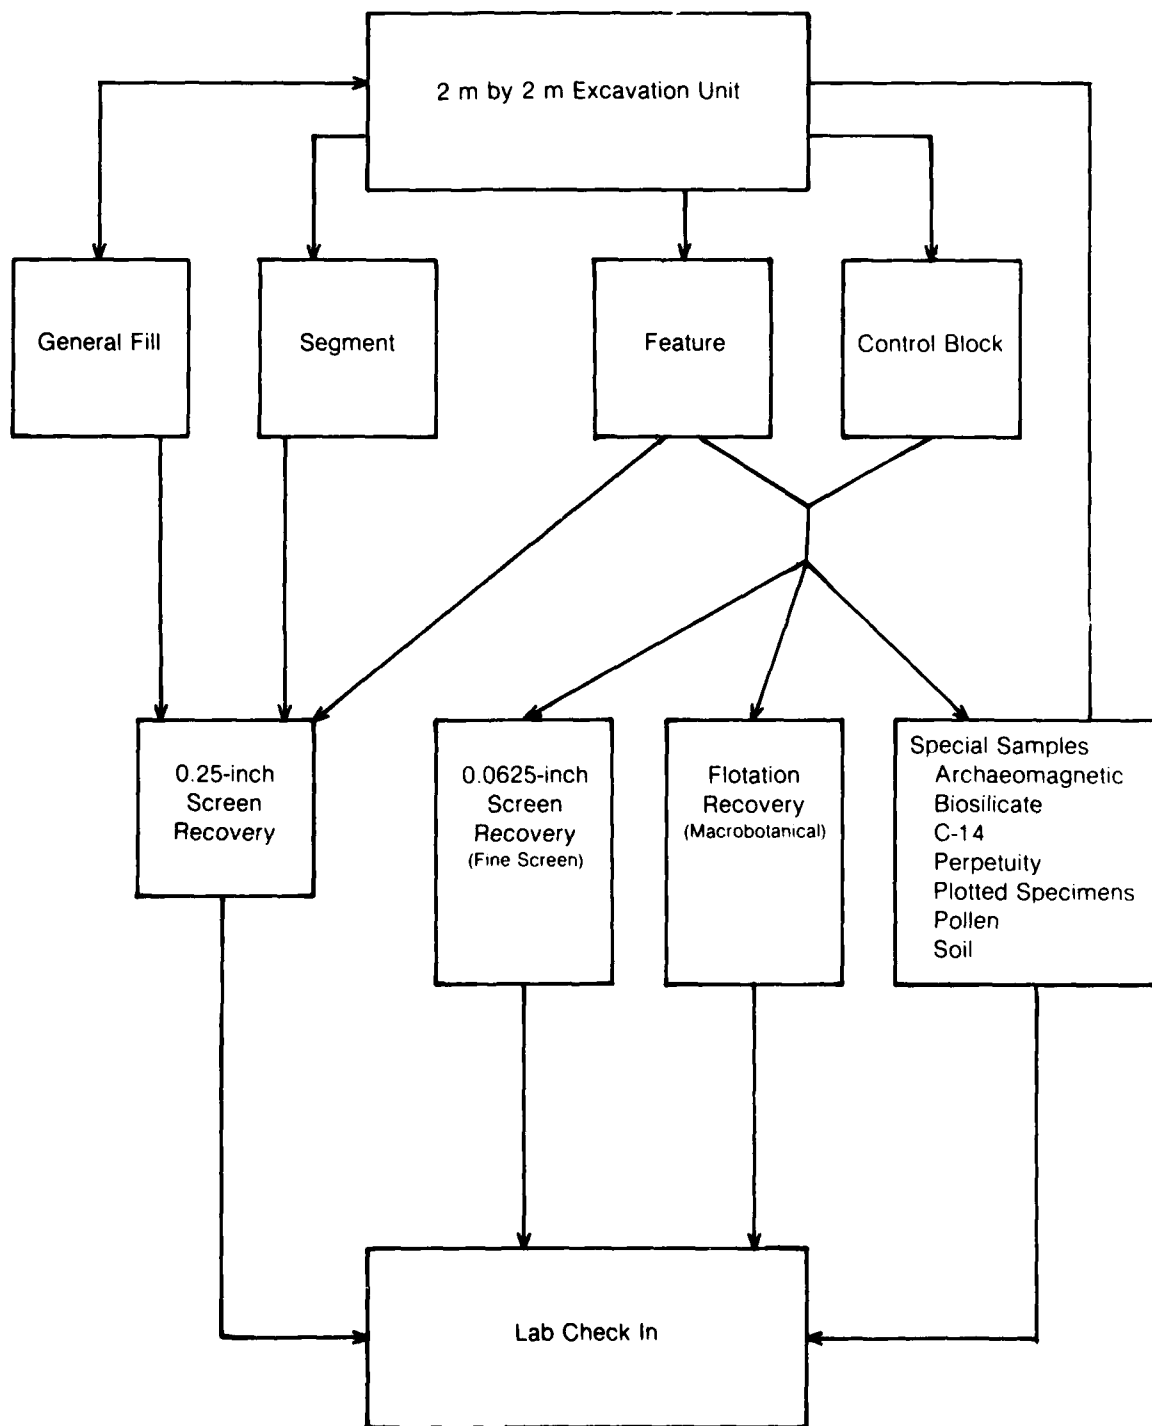 2 m by 2 m Excavation Unit
General Fill
Segment
Feature
Control Block
0.25-inch
Screen
Recovery
0.0625-inch
Screen
Recovery
(Fine Screen)
Flotation
Recovery
(Macrobotanical)
Special Samples
Archaeomagnetic
Biosilicate
C-14
Perpetuity
Plotted Specimens
Pollen
Soil
Lab Check In